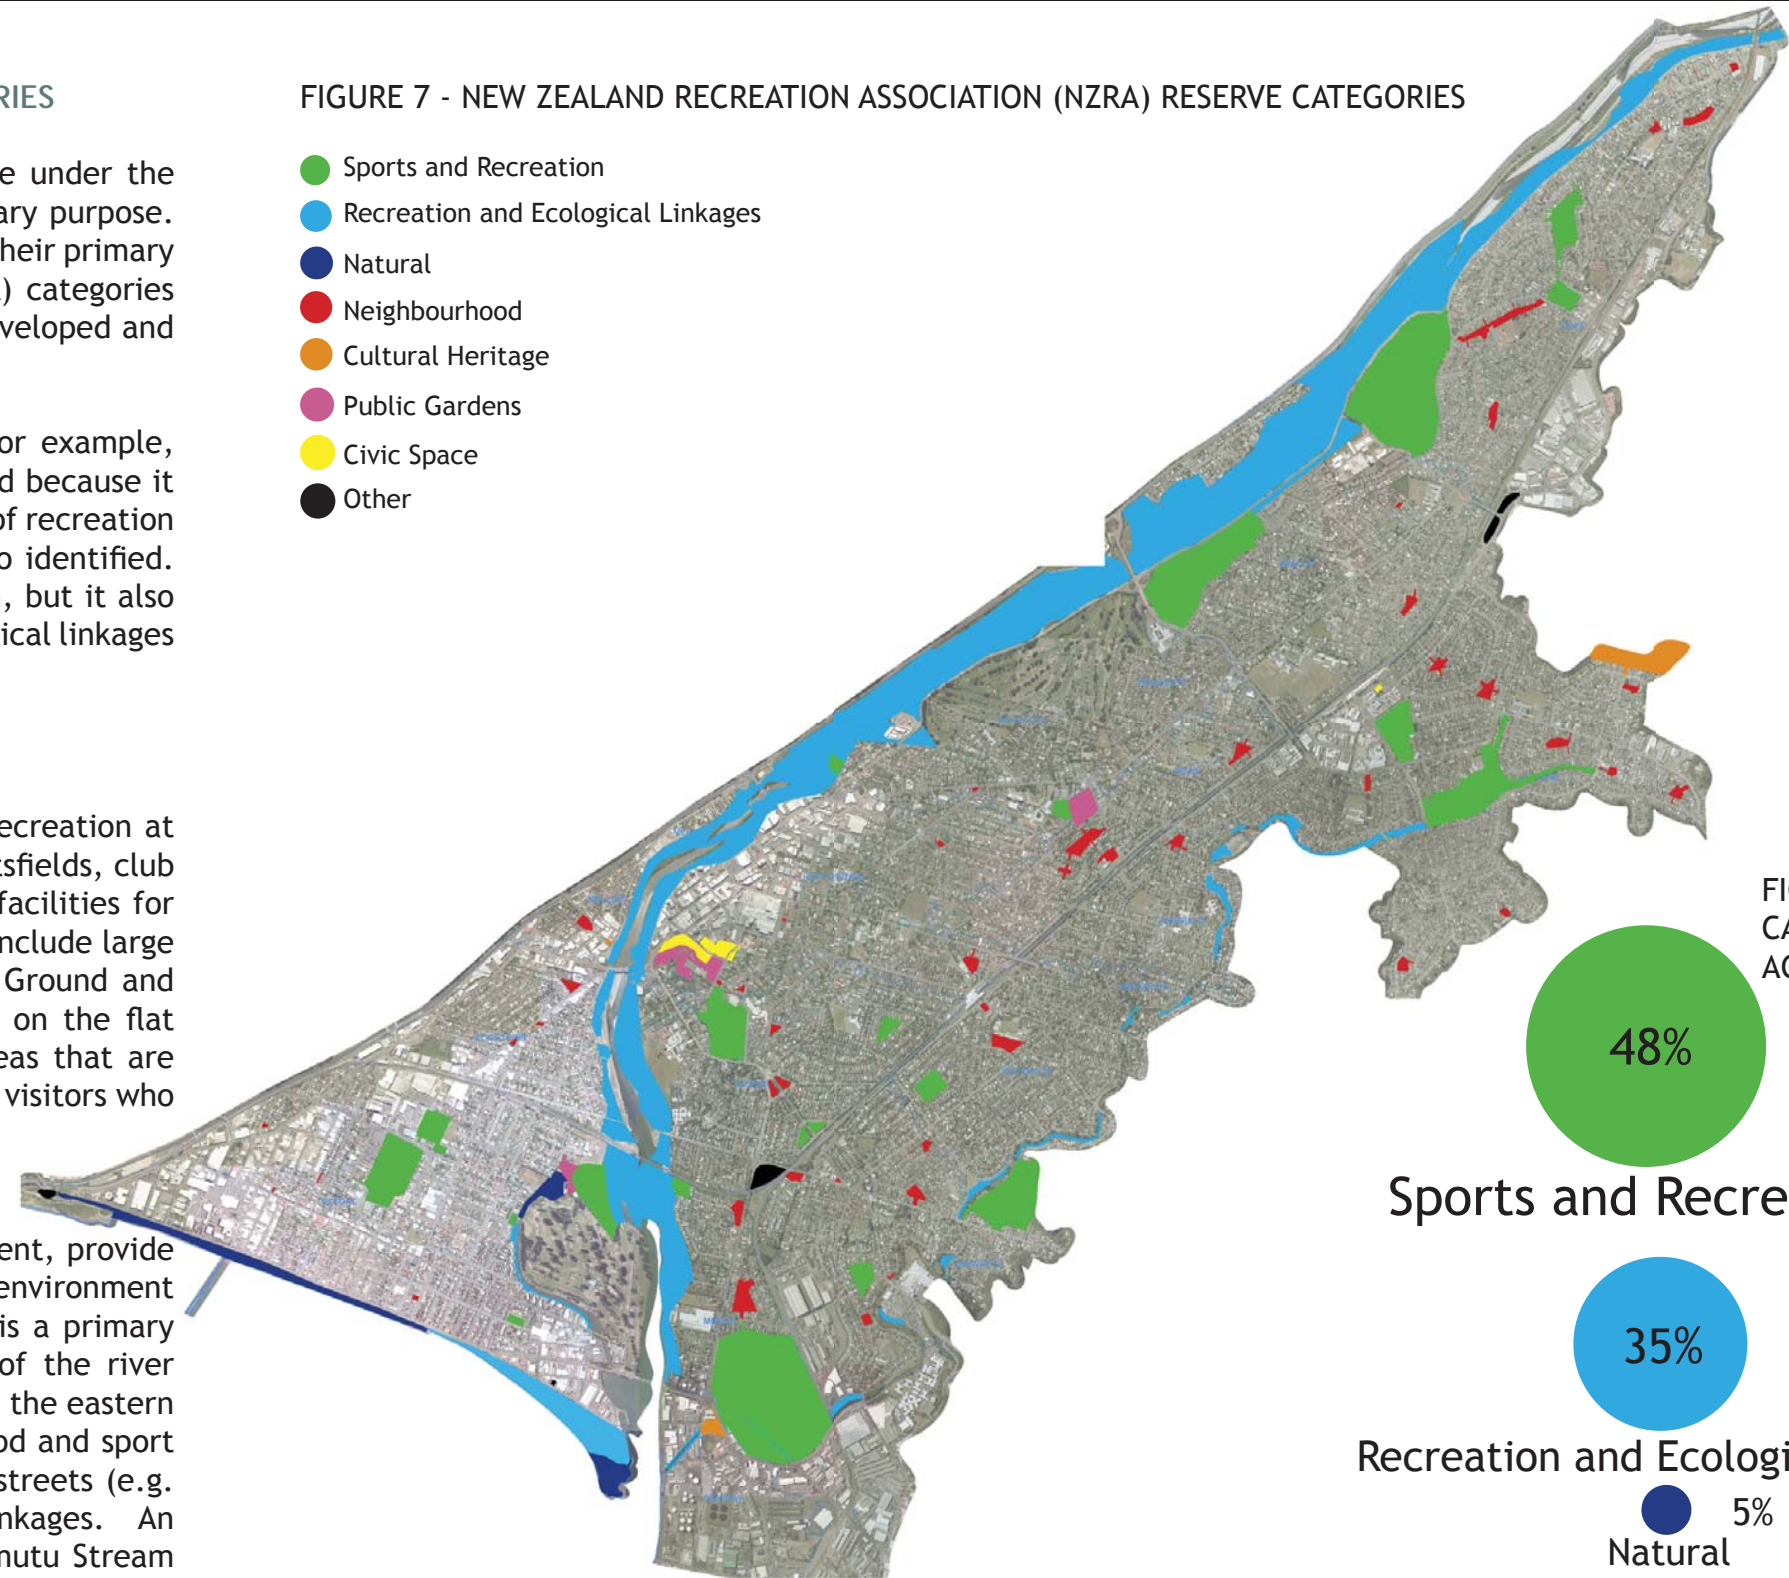 RIES
e under the
ary purpose.
heir primary
) categories
veloped and
or example,
d because it
of recreation
o identified.
, but it also
ical linkages
ecreation at
tsfields, club
facilities for
nclude large
Ground and
on the flat
eas that are
visitors who
ent, provide
environment
is a primary
of the river
the eastern
od and sport
streets (e.g.
nkages. An
mutu Stream
FIGURE 7 - NEW ZEALAND RECREATION ASSOCIATION (NZRA) RESERVE CATEGORIES
Sports and Recreation
Recreation and Ecological Linkages
Natural
Neighbourhood
Cultural Heritage
Public Gardens
Civic Space
Other
FI
CA
AC
48%
Sports and Recre
35%
Recreation and Ecologi
5%
Natural